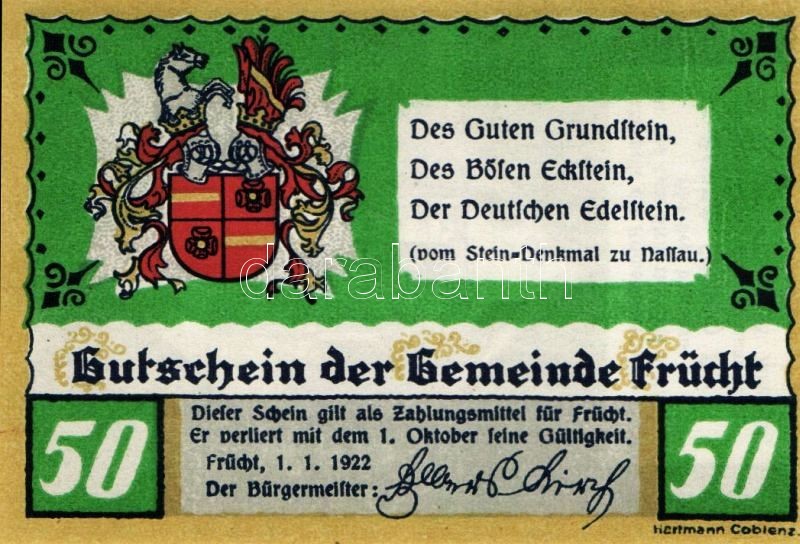 Des Guten Grundſtein,
Des Böſen Eckſtein,
Der Deutſchen Edelſtein.
(vom Stein=Denkmal zu Naſſau.)
darabanth
Gutschein der Gemeinde Frücht
50
Dieſer Schein gilt als Zahlungsmittel für Frücht.
Er verliert mit dem 1. Oktober ſeine Gültigkeit.
Frücht, 1. 1. 1922
Der Bürgermeiſter:
50
Hartmann Coblenz.